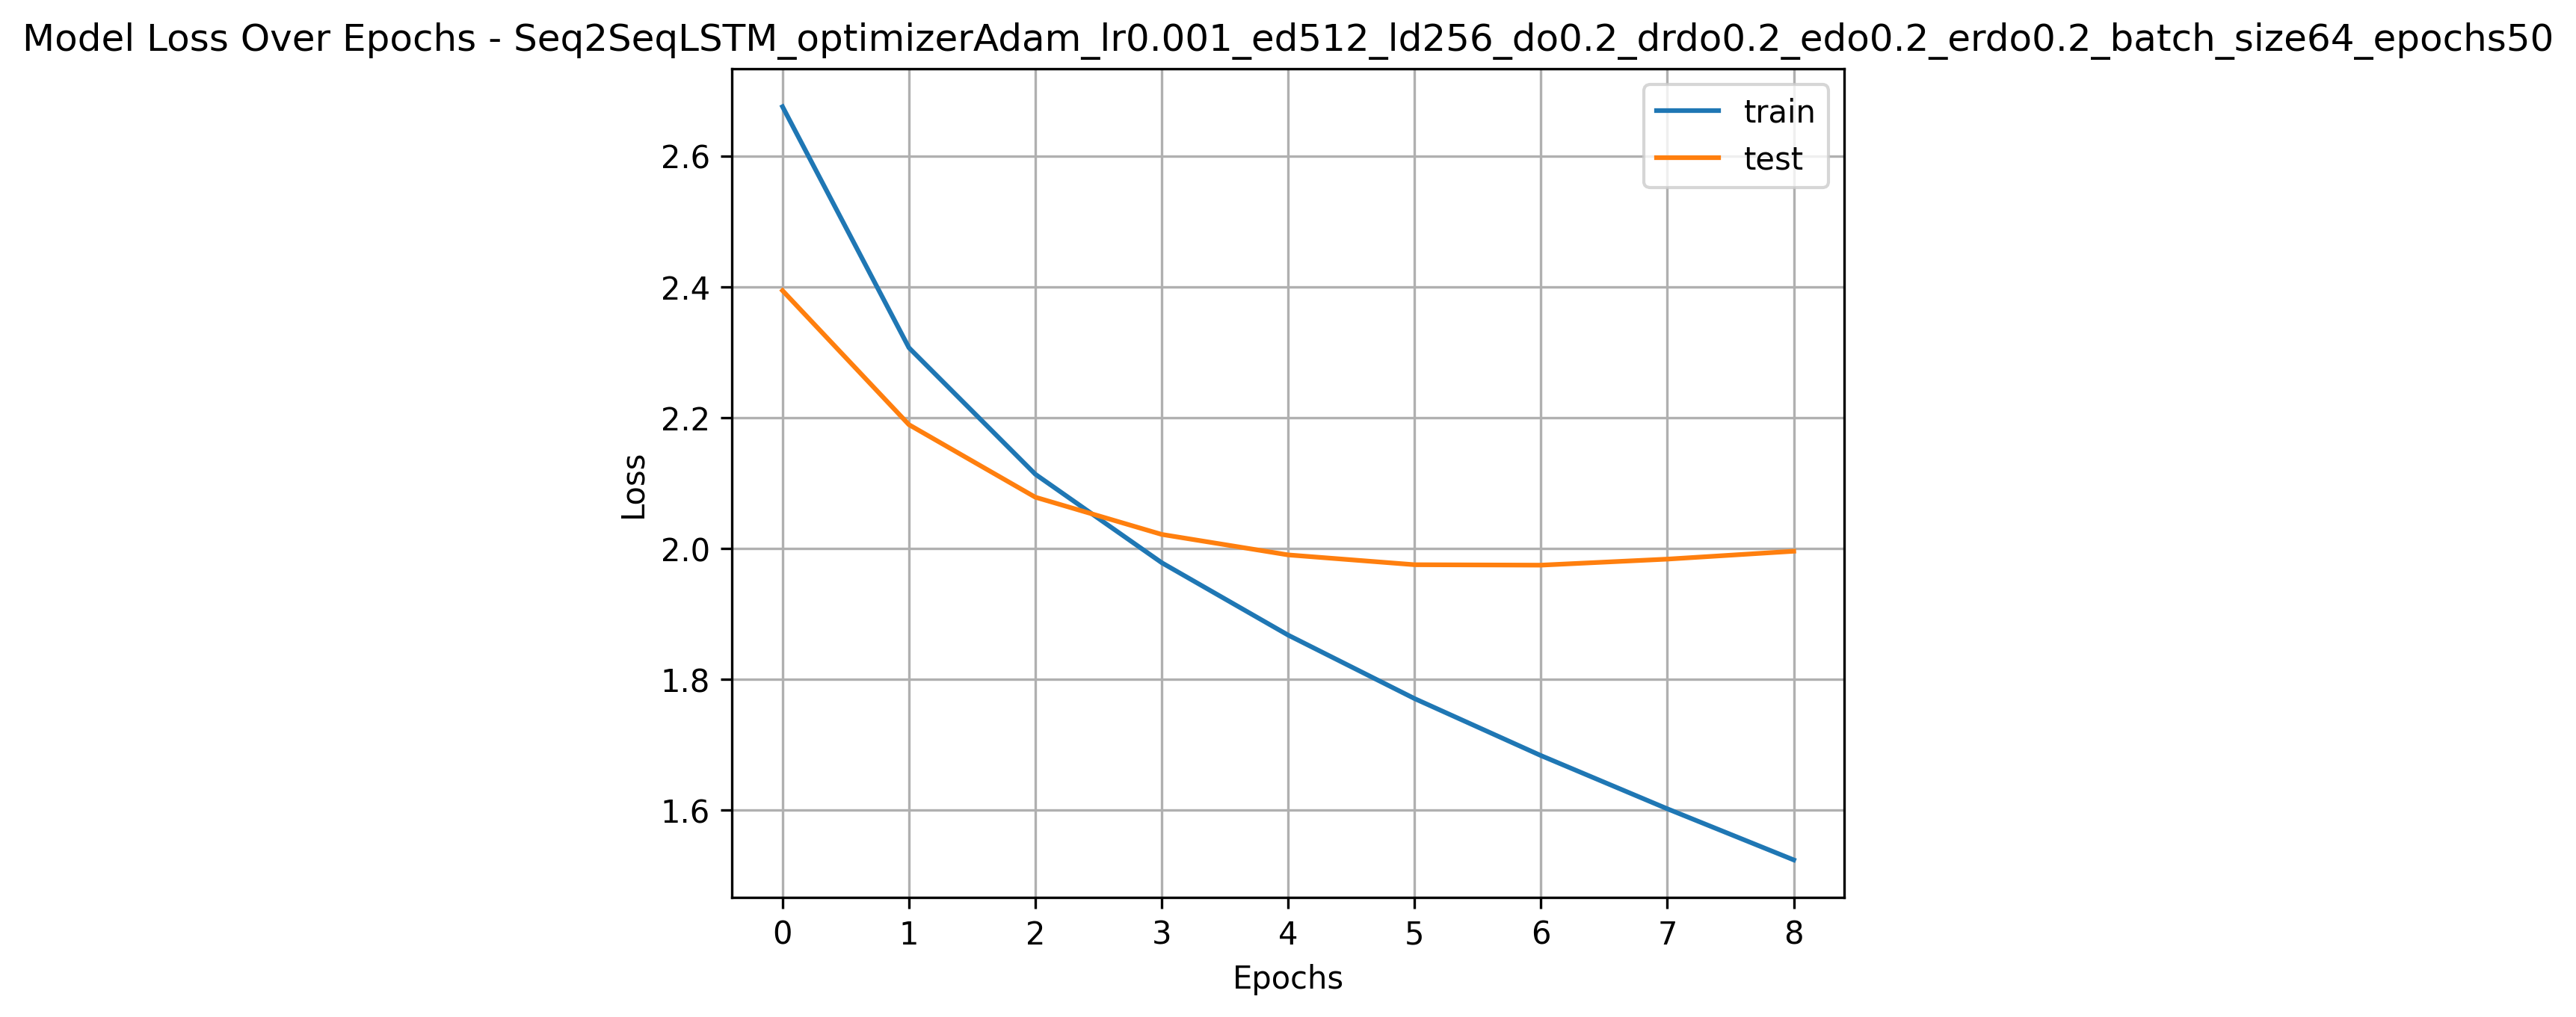 Model Loss Over Epochs - Seq2SeqLSTM_optimizerAdam_lr0.001_ed512_ld256_do0.2_drdo0.2_edo0.2_erdo0.2_batch_size64_epochs50
train
test
2.6
2.4
2.2
2.0
1.8
1.6
Loss
0 1 2 3 4 5 6 7 8
Epochs